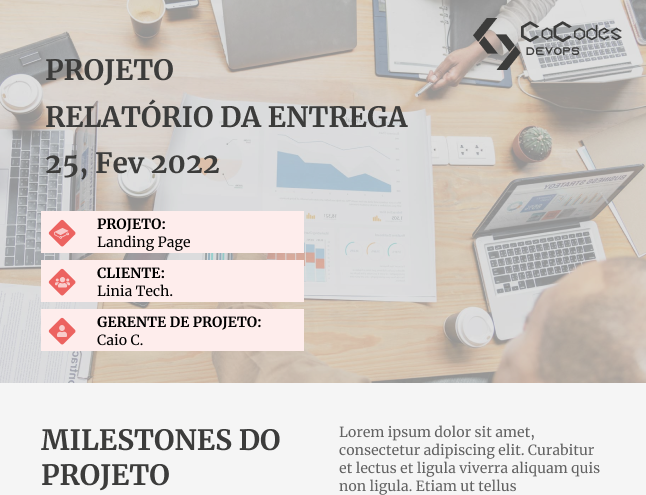 CaCodes
DEVOPS
PROJETO
RELATÓRIO DA ENTREGA
25, Fev 2022
PROJETO:
Landing Page
CLIENTE:
Linia Tech.
GERENTE DE PROJETO:
Caio C.
MILESTONES DO
PROJETO
Lorem ipsum dolor sit amet,
consectetur adipiscing elit. Curabitur
et lectus et ligula viverra aliquam quis
non ligula. Etiam ut tellus